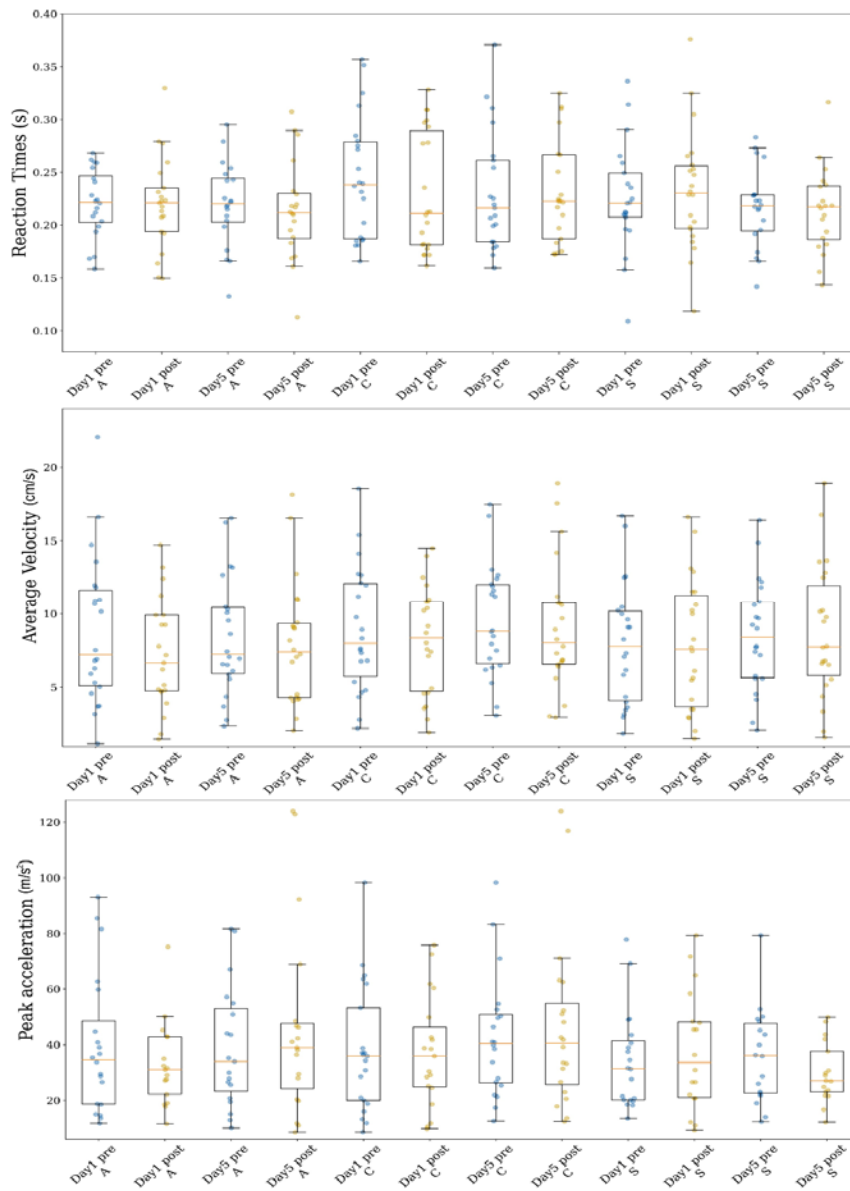 Reaction Times (s)
0.40
0.35
0.30
0.25
0.20
0.15
0.10
Day1 pre
A
Day1 post
A
Day5 pre
A
Day5 post
A
Day1 pre
C
Day1 post
C
Day5 pre
C
Day5 post
C
Day1 pre
S
Day1 post
S
Day5 pre
S
Day5 post
S
Average Velocity (cm/s)
20
15
10
5
Day1 pre
A
Day1 post
A
Day5 pre
A
Day5 post
A
Day1 pre
C
Day1 post
C
Day5 pre
C
Day5 post
C
Day1 pre
S
Day1 post
S
Day5 pre
S
Day5 post
S
Peak acceleration (m/s²)
120
100
80
60
40
20
Day1 pre
A
Day1 post
A
Day5 pre
A
Day5 post
A
Day1 pre
C
Day1 post
C
Day5 pre
C
Day5 post
C
Day1 pre
S
Day1 post
S
Day5 pre
S
Day5 post
S